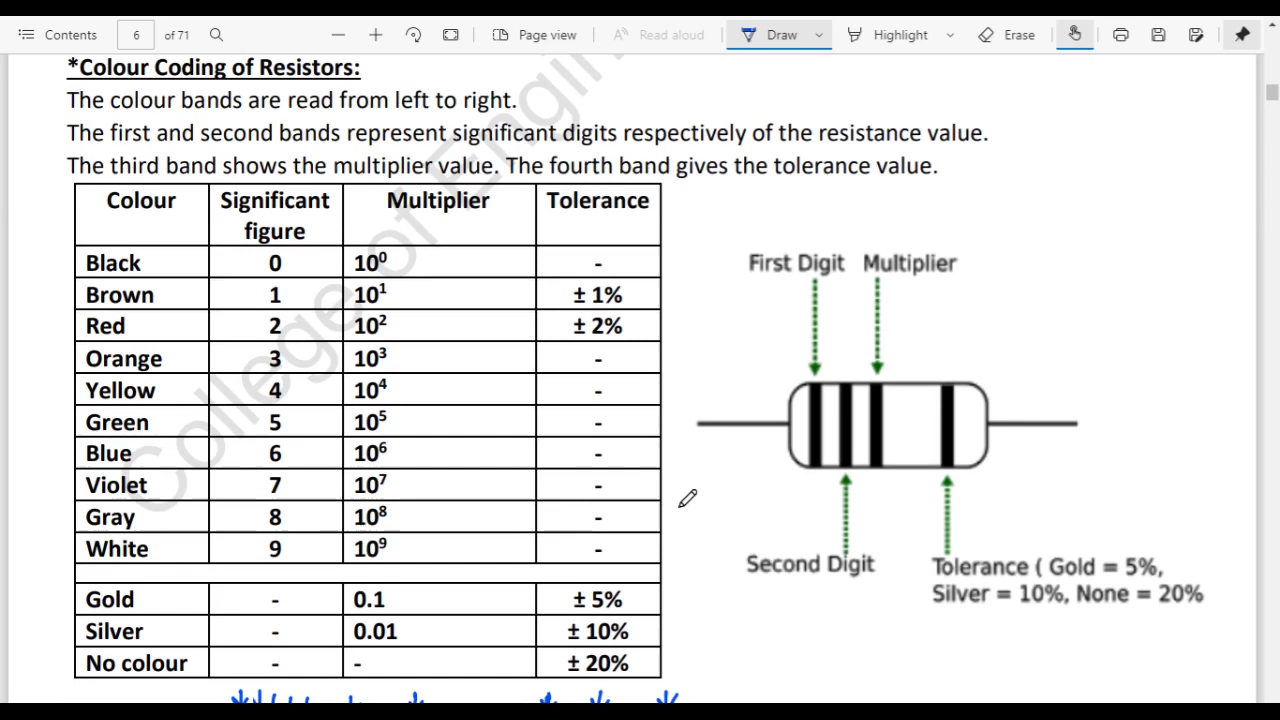 Contents 6 of 71 Page view Read aloud Draw Highlight Erase
*Colour Coding of Resistors:
The colour bands are read from left to right.
The first and second bands represent significant digits respectively of the resistance value.
The third band shows the multiplier value. The fourth band gives the tolerance value.
Colour Significant figure Multiplier Tolerance
Black 0 10⁰ -
Brown 1 10¹ ± 1%
Red 2 10² ± 2%
Orange 3 10³ -
Yellow 4 10⁴ -
Green 5 10⁵ -
Blue 6 10⁶ -
Violet 7 10⁷ -
Gray 8 10⁸ -
White 9 10⁹ -
Gold - 0.1 ± 5%
Silver - 0.01 ± 10%
No colour - - ± 20%
First Digit Multiplier
Second Digit
Tolerance ( Gold = 5%,
Silver = 10%, None = 20%
College of